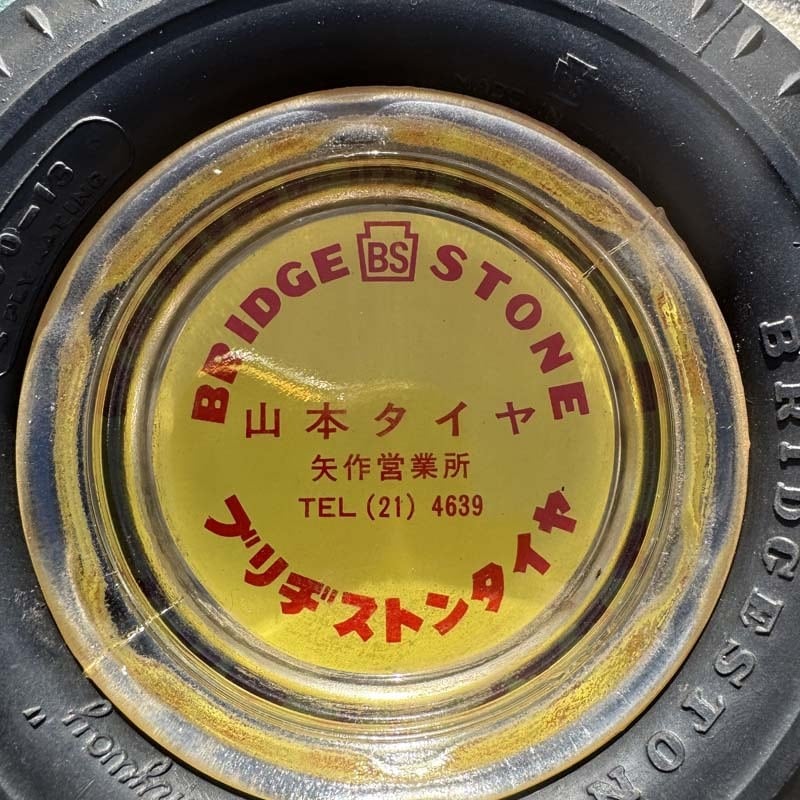 BRIDGE BS STONE
山本タイヤ
矢作営業所
TEL (21) 4639
ブリヂストンタイヤ
BRIDGESTON